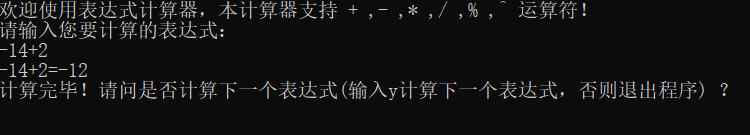 欢迎使用表达式计算器，本计算器支持 + ,- ,* ,/ ,% ,^ 运算符！
请输入您要计算的表达式：
-14+2
-14+2=-12
计算完毕！请问是否计算下一个表达式(输入y计算下一个表达式，否则退出程序) ？